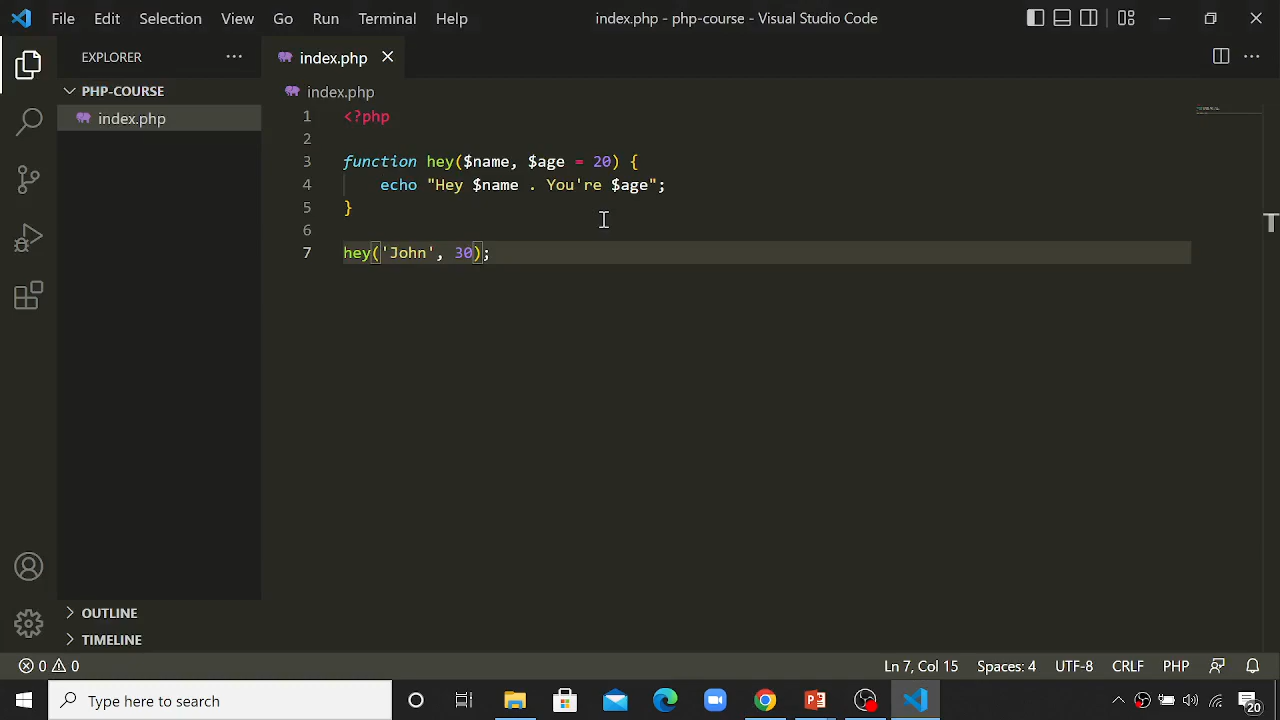 File Edit Selection View Go Run Terminal Help index.php - php-course - Visual Studio Code
EXPLORER ··· index.php
PHP-COURSE
index.php
index.php
1 <?php
2
3 function hey($name, $age = 20) {
4 echo "Hey $name . You're $age";
5 }
6
7 hey('John', 30);
OUTLINE
TIMELINE
0 0 Ln 7, Col 15 Spaces: 4 UTF-8 CRLF PHP
Type here to search 20